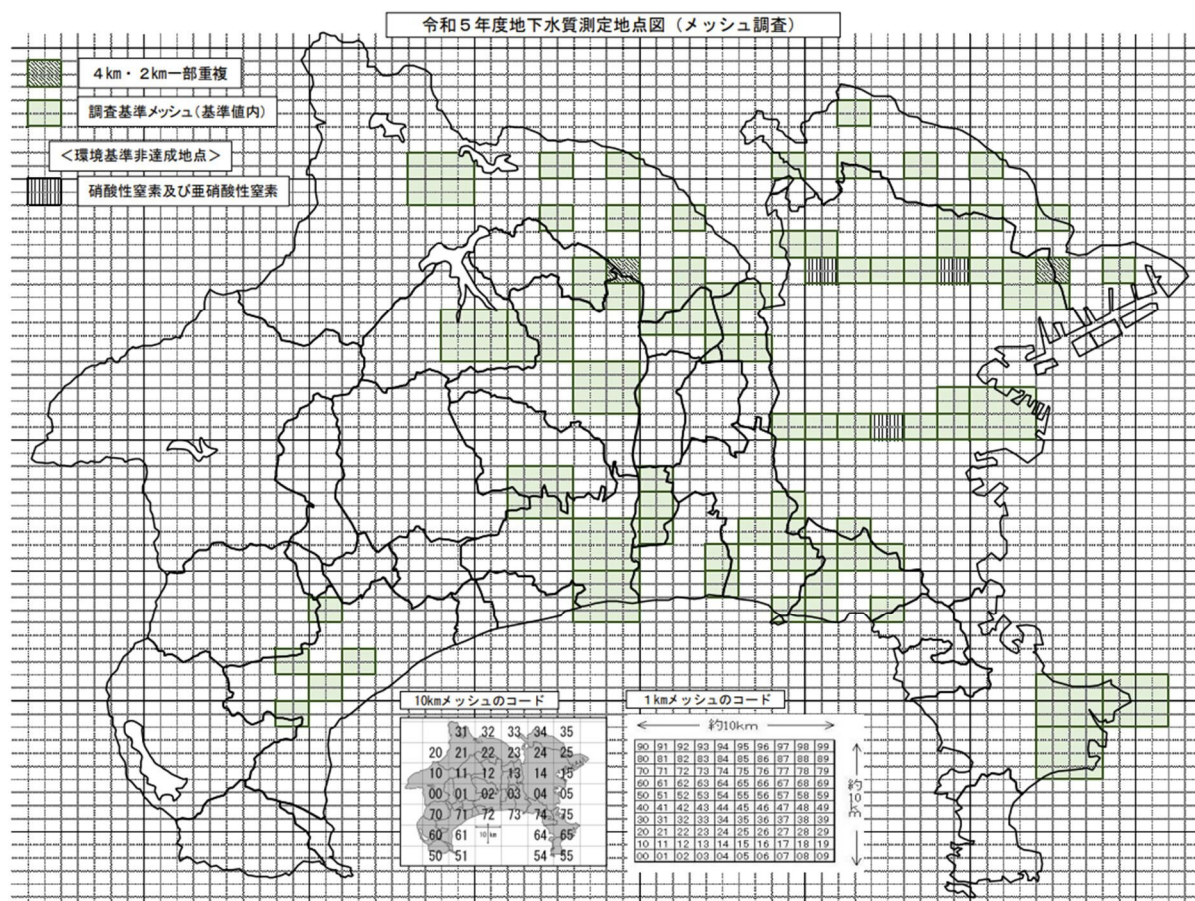 令和５年度地下水質測定地点図（メッシュ調査）
４km・２km一部重複
調査基準メッシュ（基準値内）
＜環境基準非達成地点＞
硝酸性窒素及び亜硝酸性窒素
10kmメッシュのコード
31 32 33 34 35
20 21 22 23 24 25
10 11 12 13 14 15
00 01 02 03 04 05
70 71 72 73 74 75
60 61 64 65
10 km
50 51 54 55
1kmメッシュのコード
約10km
90 91 92 93 94 95 96 97 98 99
80 81 82 83 84 85 86 87 88 89
70 71 72 73 74 75 76 77 78 79
60 61 62 63 64 65 66 67 68 69
50 51 52 53 54 55 56 57 58 59
40 41 42 43 44 45 46 47 48 49
30 31 32 33 34 35 36 37 38 39
20 21 22 23 24 25 26 27 28 29
10 11 12 13 14 15 16 17 18 19
00 01 02 03 04 05 06 07 08 09
約10km